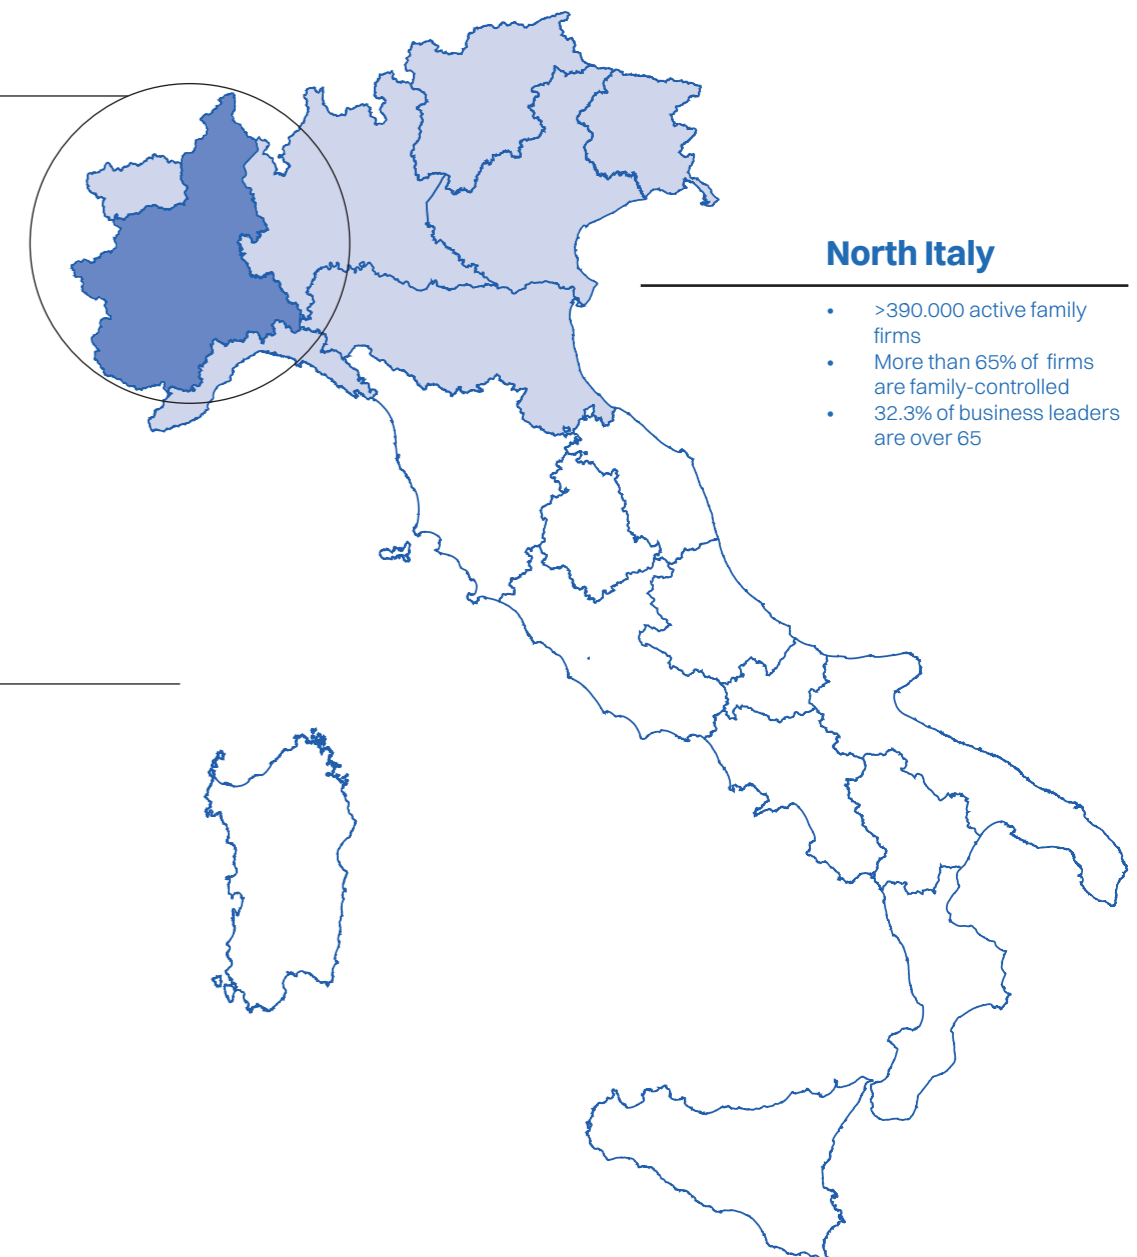 North Italy
• >390.000 active family
firms
• More than 65% of firms
are family-controlled
• 32.3% of business leaders
are over 65